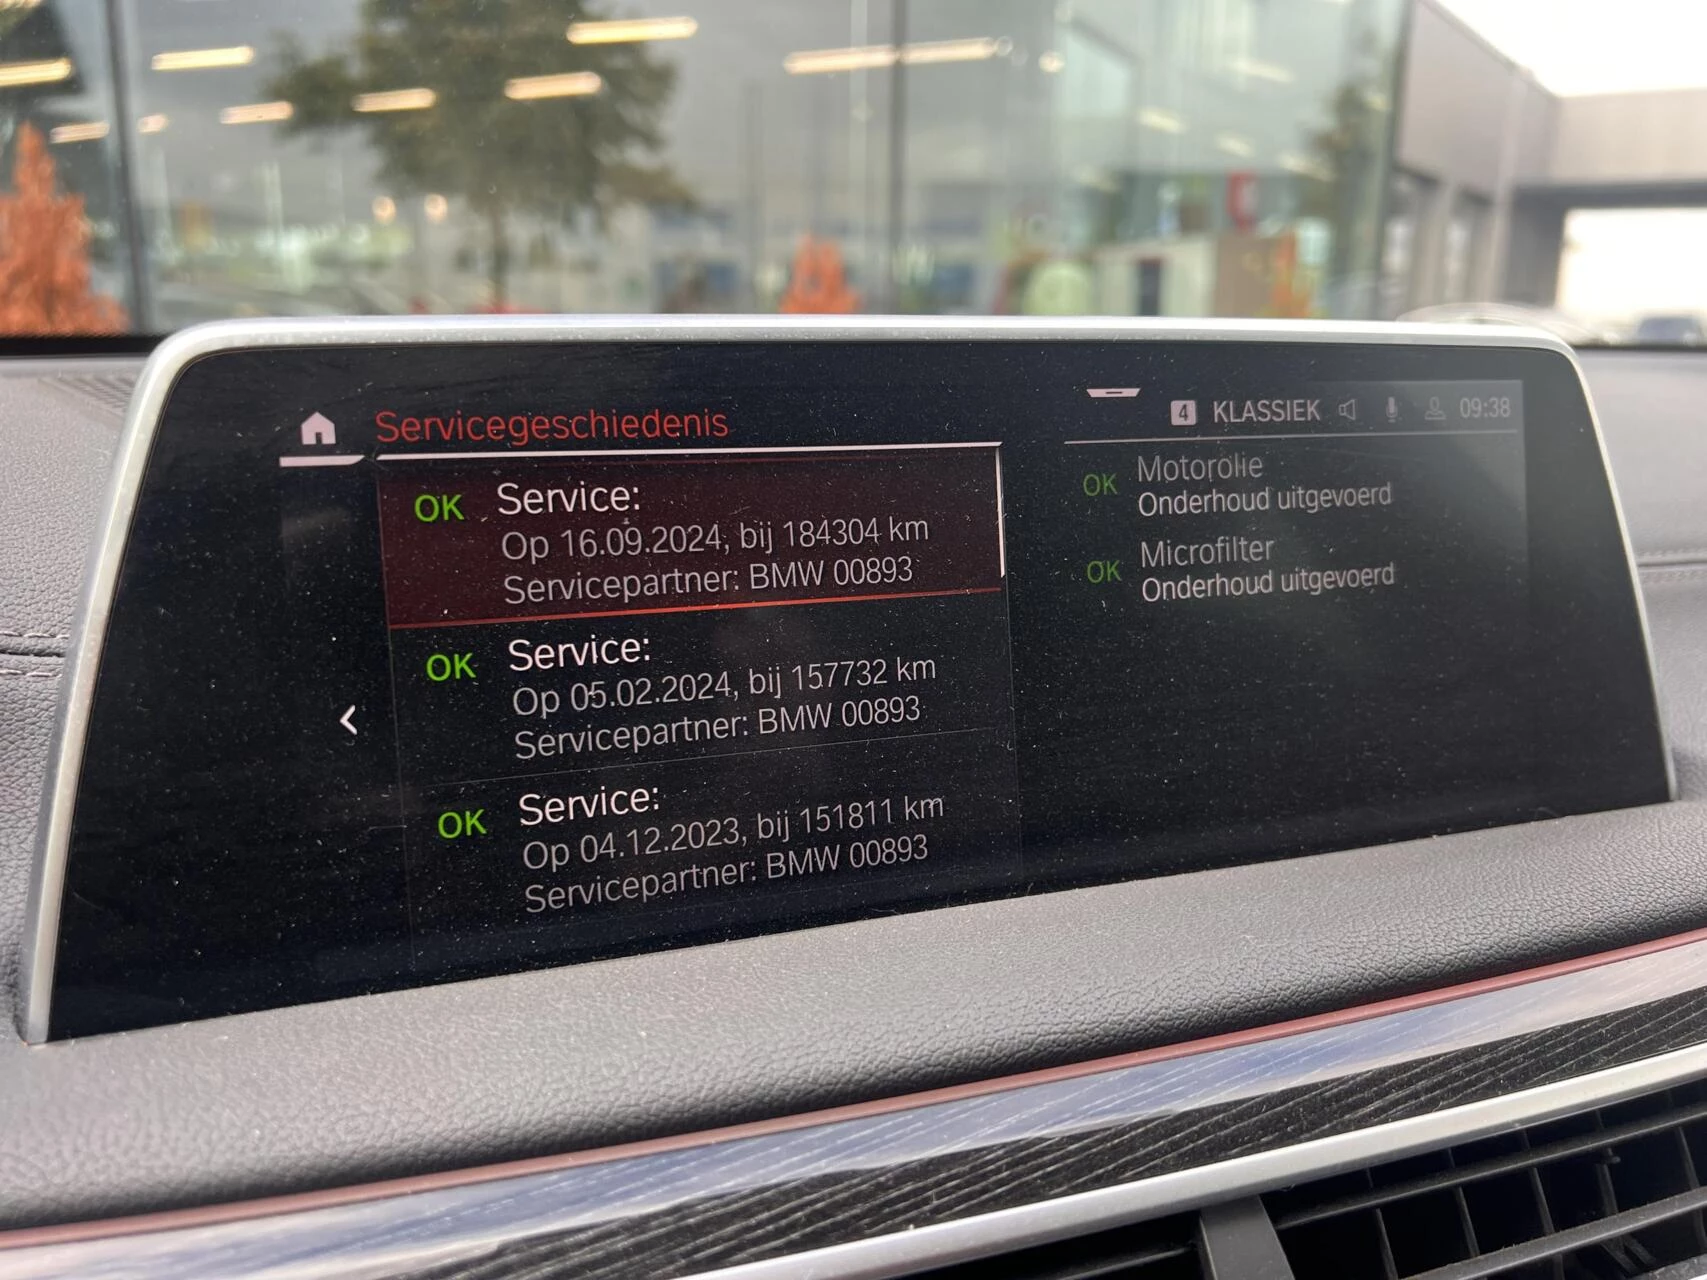 Servicegeschiedenis
4 KLASSIEK 09:38
OK Service:
Op 16.09.2024, bij 184304 km
Servicepartner: BMW 00893
OK Service:
Op 05.02.2024, bij 157732 km
Servicepartner: BMW 00893
OK Service:
Op 04.12.2023, bij 151811 km
Servicepartner: BMW 00893
OK Motorolie
Onderhoud uitgevoerd
OK Microfilter
Onderhoud uitgevoerd